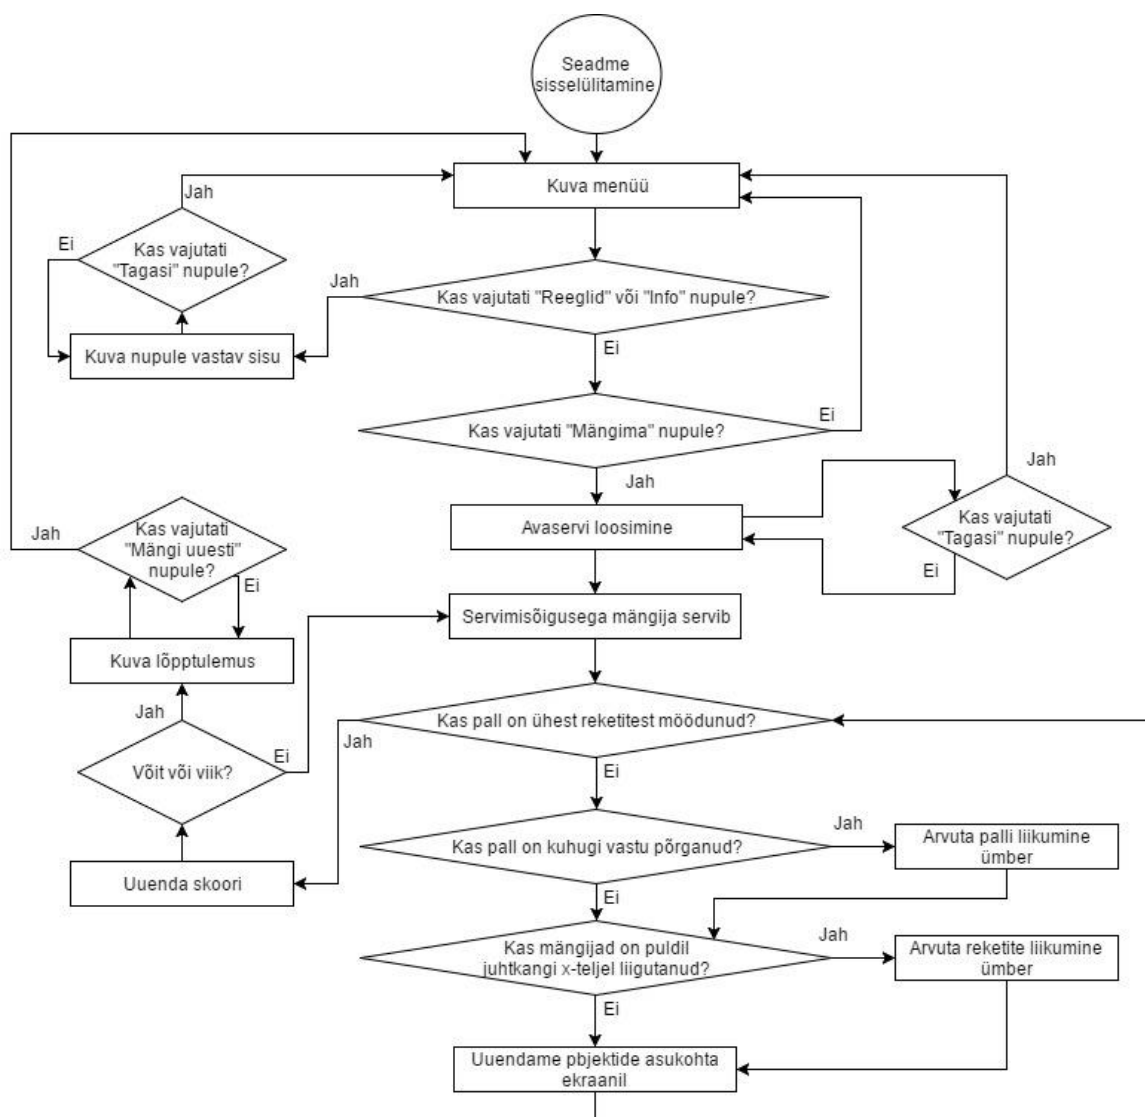 Seadme
sisselülitamine
Kuva menüü
Jah
Kas vajutati
"Tagasi" nupule?
Ei
Kas vajutati "Reeglid" või "Info" nupule?
Jah
Kuva nupule vastav sisu
Ei
Kas vajutati "Mängima" nupule?
Ei
Jah
Avaservi loosimine
Jah
Kas vajutati
"Tagasi" nupule?
Ei
Kas vajutati
"Mängi uuesti"
nupule?
Jah
Ei
Servimisõigusega mängija servib
Kuva lõpptulemus
Jah
Kas pall on ühest reketitest möödunud?
Jah
Võit või viik?
Ei
Ei
Kas pall on kuhugi vastu põrganud?
Jah
Arvuta palli liikumine
ümber
Uuenda skoori
Ei
Kas mängijad on puldil
juhtkangi x-teljel liigutanud?
Jah
Arvuta reketite liikumine
ümber
Ei
Uuendame pbjektide asukohta
ekraanil